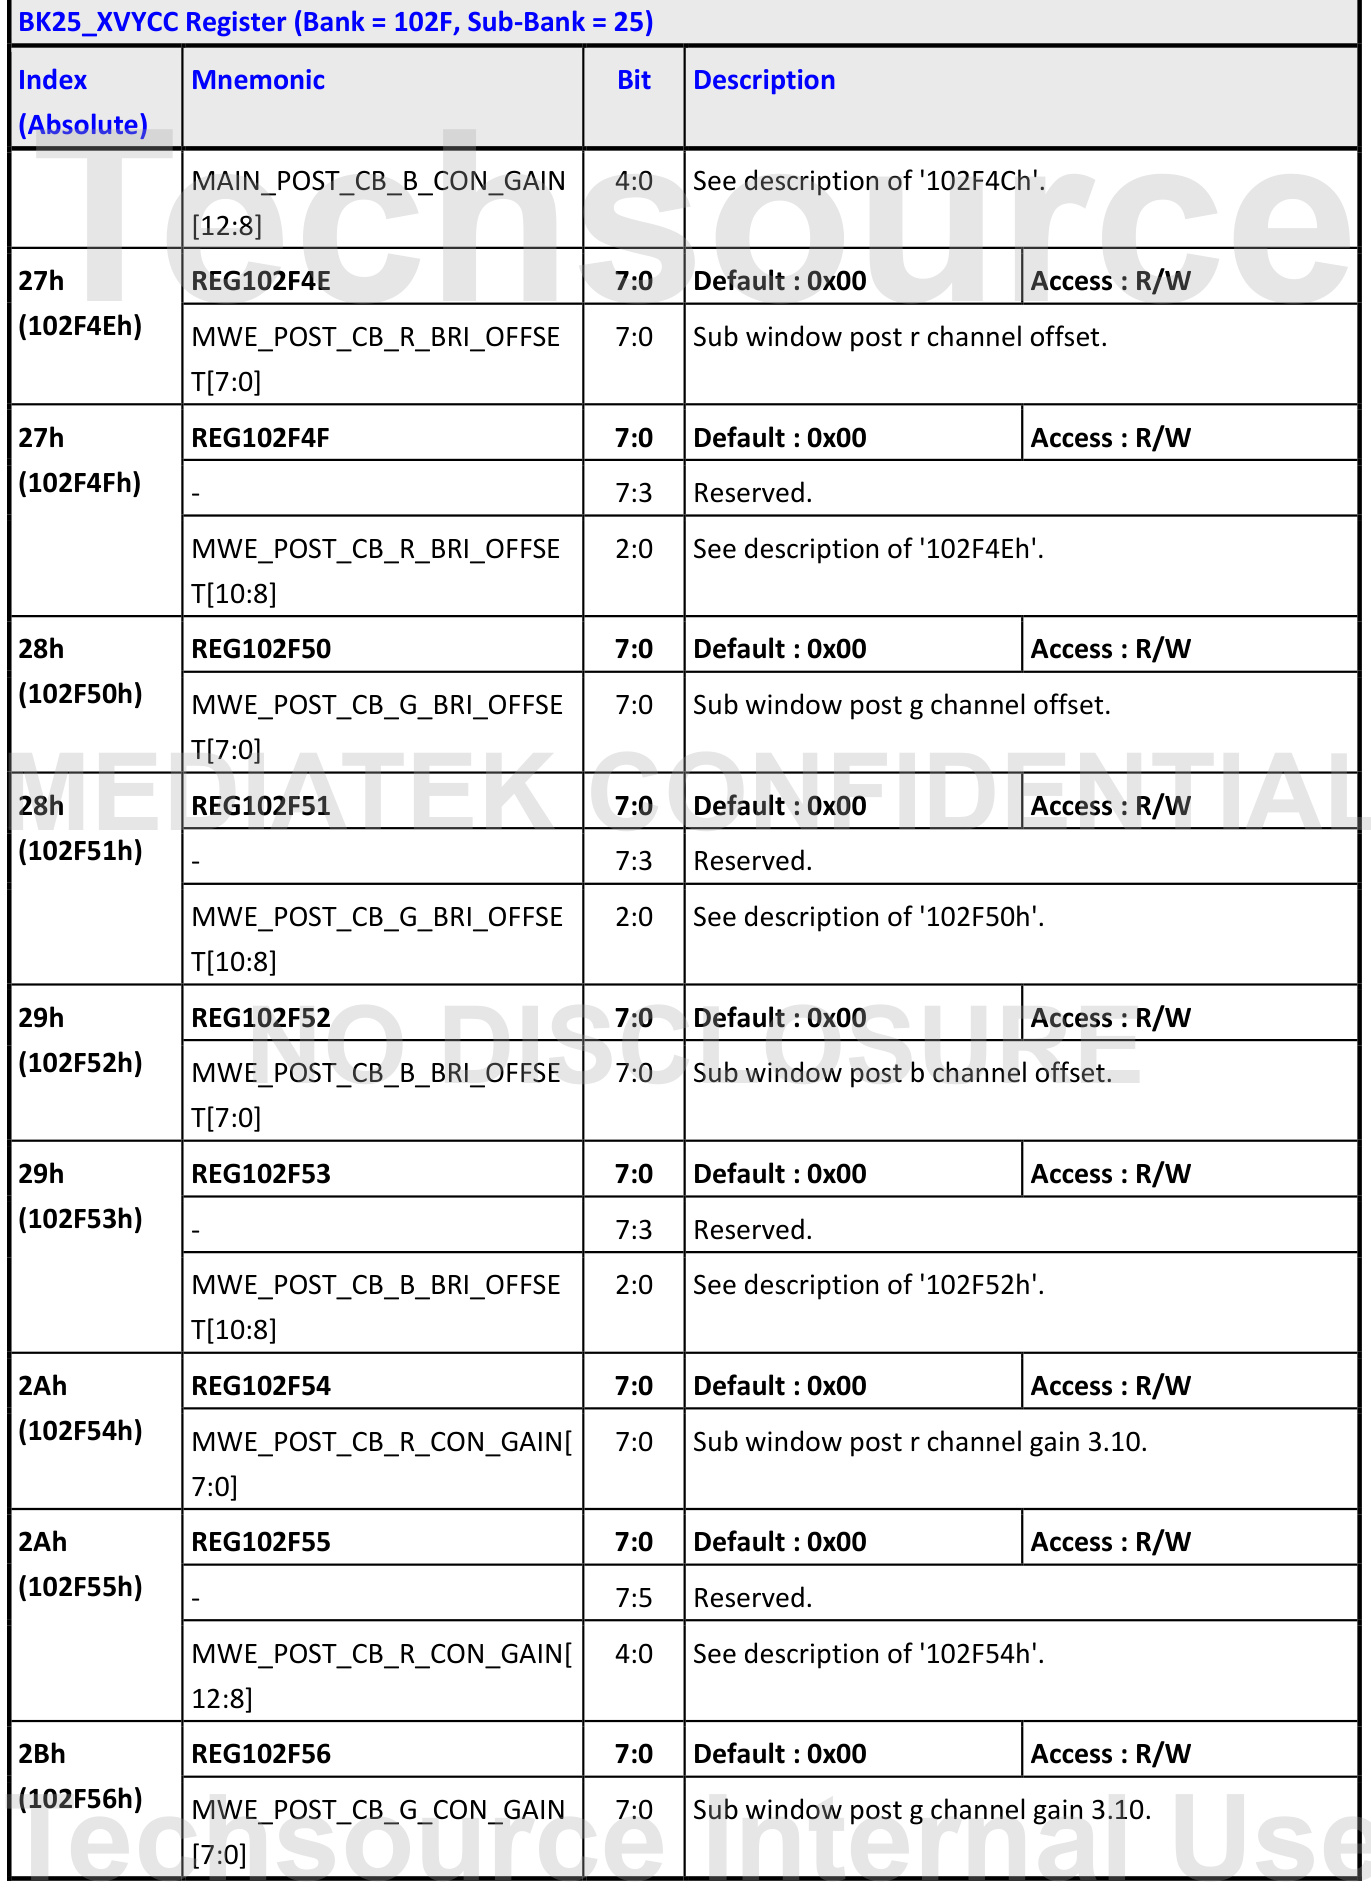 BK25_XVYCC Register (Bank = 102F, Sub-Bank = 25)
Index Mnemonic Bit Description
(Absolute)
MAIN_POST_CB_B_CON_GAIN 4:0 See description of '102F4Ch'.
[12:8]
Techsource
27h REG102F4E 7:0 Default : 0x00 Access : R/W
(102F4Eh) MWE_POST_CB_R_BRI_OFFSE 7:0 Sub window post r channel offset.
T[7:0]
27h REG102F4F 7:0 Default : 0x00 Access : R/W
(102F4Fh) - 7:3 Reserved.
MWE_POST_CB_R_BRI_OFFSE 2:0 See description of '102F4Eh'.
T[10:8]
28h REG102F50 7:0 Default : 0x00 Access : R/W
(102F50h) MWE_POST_CB_G_BRI_OFFSE 7:0 Sub window post g channel offset.
T[7:0]
MEDIATEK CONFIDENTIAL
28h REG102F51 7:0 Default : 0x00 Access : R/W
(102F51h) - 7:3 Reserved.
MWE_POST_CB_G_BRI_OFFSE 2:0 See description of '102F50h'.
T[10:8]
29h REG102F52 7:0 Default : 0x00 Access : R/W
NO DISCLOSURE
(102F52h) MWE_POST_CB_B_BRI_OFFSE 7:0 Sub window post b channel offset.
T[7:0]
29h REG102F53 7:0 Default : 0x00 Access : R/W
(102F53h) - 7:3 Reserved.
MWE_POST_CB_B_BRI_OFFSE 2:0 See description of '102F52h'.
T[10:8]
2Ah REG102F54 7:0 Default : 0x00 Access : R/W
(102F54h) MWE_POST_CB_R_CON_GAIN[ 7:0 Sub window post r channel gain 3.10.
7:0]
2Ah REG102F55 7:0 Default : 0x00 Access : R/W
(102F55h) - 7:5 Reserved.
MWE_POST_CB_R_CON_GAIN[ 4:0 See description of '102F54h'.
12:8]
2Bh REG102F56 7:0 Default : 0x00 Access : R/W
(102F56h) MWE_POST_CB_G_CON_GAIN 7:0 Sub window post g channel gain 3.10.
[7:0]
Techsource Internal Use